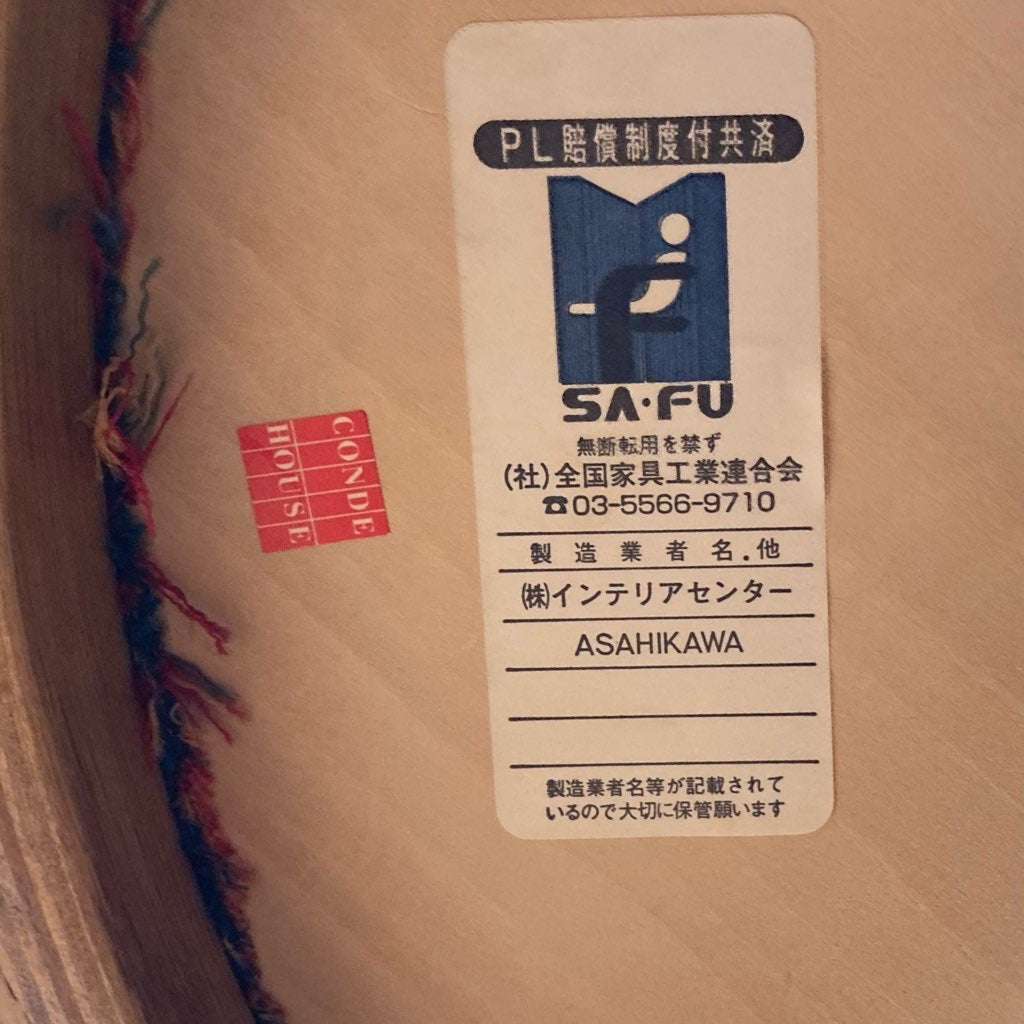 PL賠償制度付共済
SA・FU
無断転用を禁ず
(社)全国家具工業連合会
☎03-5566-9710
製造業者名.他
㈱インテリアセンター
ASAHIKAWA
製造業者名等が記載されて
いるので大切に保管願います
CONDE
HOUSE